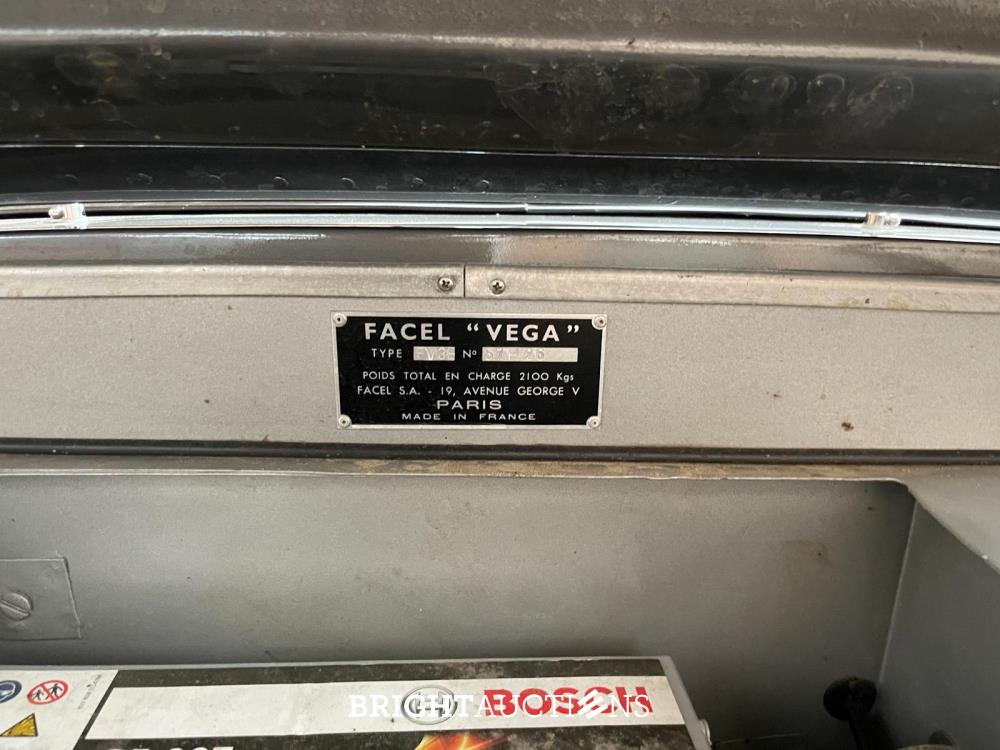 FACEL "VEGA"
TYPE FV3B Nº
POIDS TOTAL EN CHARGE 2100 Kgs
FACEL S.A. - 19, AVENUE GEORGE V
PARIS
MADE IN FRANCE
BOSCH
BRIGHTAUCTIONS